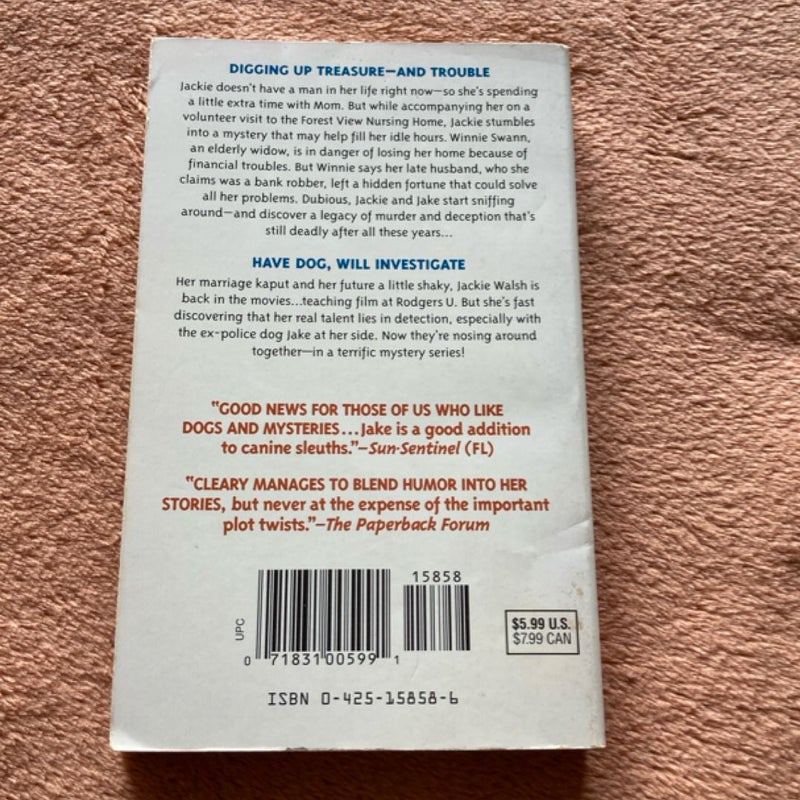 DIGGING UP TREASURE—AND TROUBLE
Jackie doesn't have a man in her life right now—so she's spending
a little extra time with Mom. But while accompanying her on a
volunteer visit to the Forest View Nursing Home, Jackie stumbles
into a mystery that may help fill her idle hours. Winnie Swann,
an elderly widow, is in danger of losing her home because of
financial troubles. But Winnie says her late husband, who she
claims was a bank robber, left a hidden fortune that could solve
all her problems. Dubious, Jackie and Jake start sniffing
around—and discover a legacy of murder and deception that's
still deadly after all these years...
HAVE DOG, WILL INVESTIGATE
Her marriage kaput and her future a little shaky, Jackie Walsh is
back in the movies...teaching film at Rodgers U. But she's fast
discovering that her real talent lies in detection, especially with
the ex-police dog Jake at her side. Now they're nosing around
together—in a terrific mystery series!
"GOOD NEWS FOR THOSE OF US WHO LIKE
DOGS AND MYSTERIES...Jake is a good addition
to canine sleuths."—Sun-Sentinel (FL)
"CLEARY MANAGES TO BLEND HUMOR INTO HER
STORIES, but never at the expense of the important
plot twists."—The Paperback Forum
15858
UPC
0 71831 00599 1
$5.99 U.S.
$7.99 CAN
ISBN 0-425-15858-6